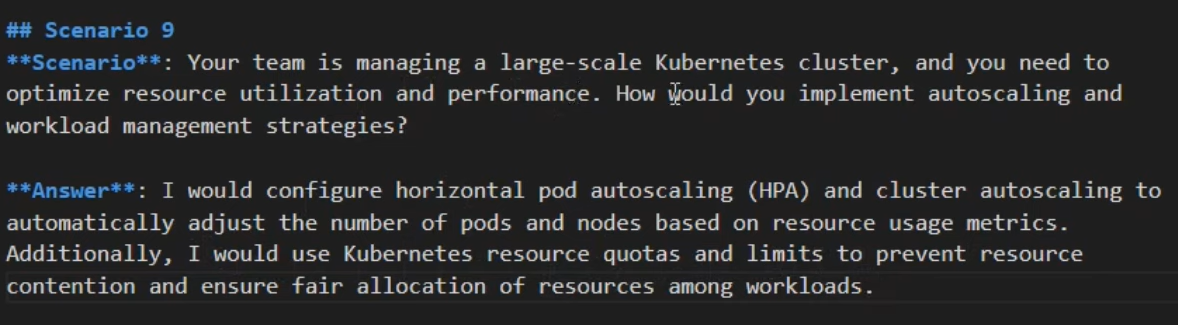 ## Scenario 9
**Scenario**: Your team is managing a large-scale Kubernetes cluster, and you need to
optimize resource utilization and performance. How would you implement autoscaling and
workload management strategies?
**Answer**: I would configure horizontal pod autoscaling (HPA) and cluster autoscaling to
automatically adjust the number of pods and nodes based on resource usage metrics.
Additionally, I would use Kubernetes resource quotas and limits to prevent resource
contention and ensure fair allocation of resources among workloads.